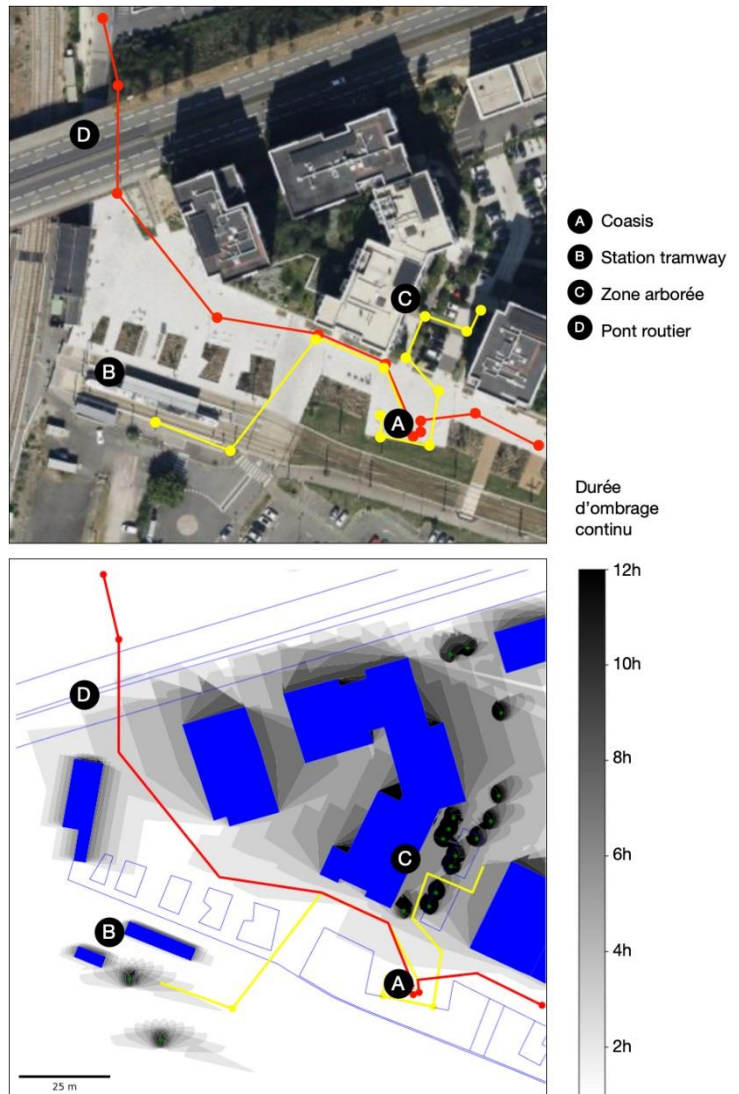 D
C
B
A
A Coasis
B Station tramway
C Zone arborée
D Pont routier
Durée
d'ombrage
continu
12h
10h
8h
6h
4h
2h
D
C
B
A
25 m